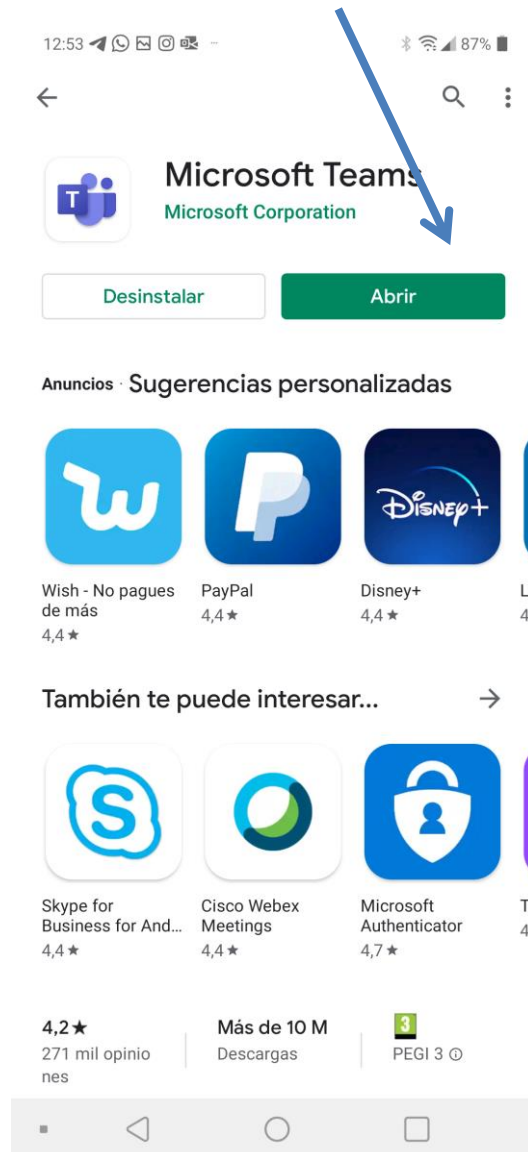 12:53
87%
Microsoft Teams
Microsoft Corporation
T
Desinstalar
Abrir
Anuncios · Sugerencias personalizadas
Disney+
Wish - No pagues
de más
4,4★
PayPal
4,4★
Disney+
4,4★
L
4
También te puede interesar...
S
Skype for
Business for And...
4,4★
Cisco Webex
Meetings
4,4★
Microsoft
Authenticator
4,7★
T
4
4,2★
271 mil opinio
nes
Más de 10 M
Descargas
3
PEGI 3